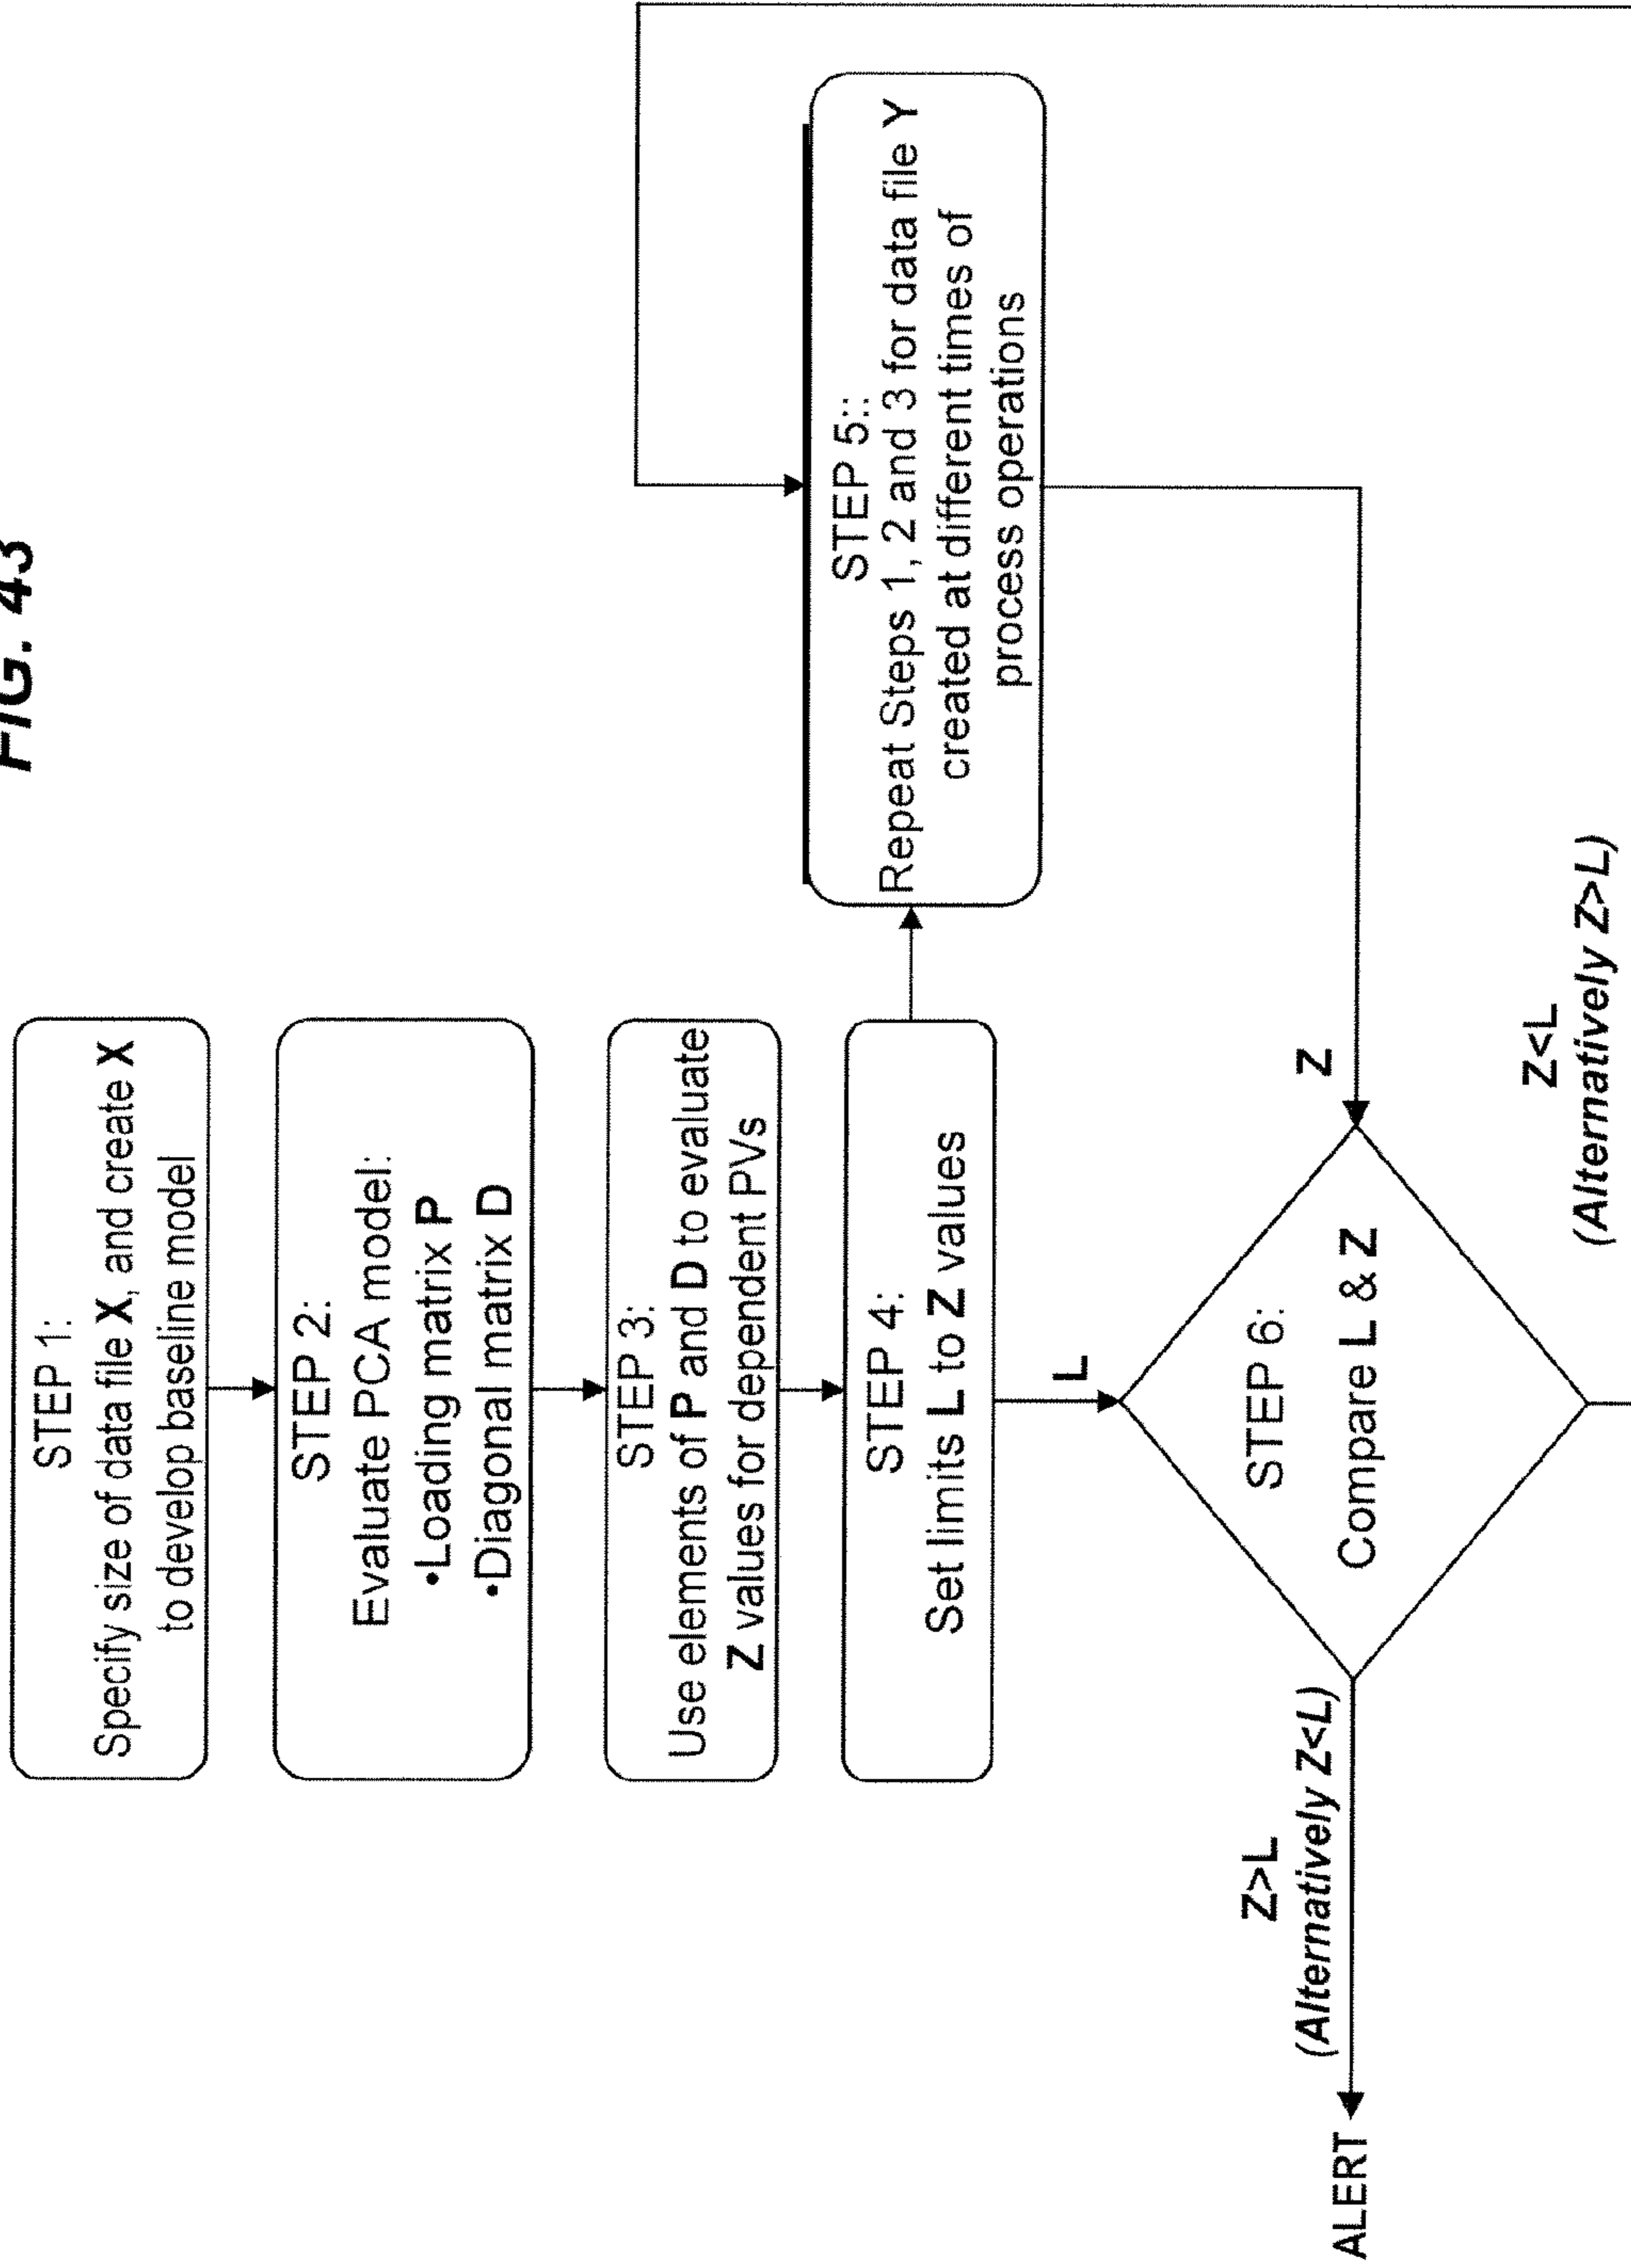 FIG. 43
STEP 1:
Specify size of data file X, and create X
to develop baseline model
STEP 2:
Evaluate PCA model:
•Loading matrix P
•Diagonal matrix D
STEP 3:
Use elements of P and D to evaluate
Z values for dependent PVs
STEP 4:
Set limits L to Z values
STEP 5::
Repeat Steps 1, 2 and 3 for data file Y
created at different times of
process operations
L
Z
STEP 6:
Compare L & Z
Z>L
(Alternatively Z<L)
ALERT
Z<L
(Alternatively Z>L)